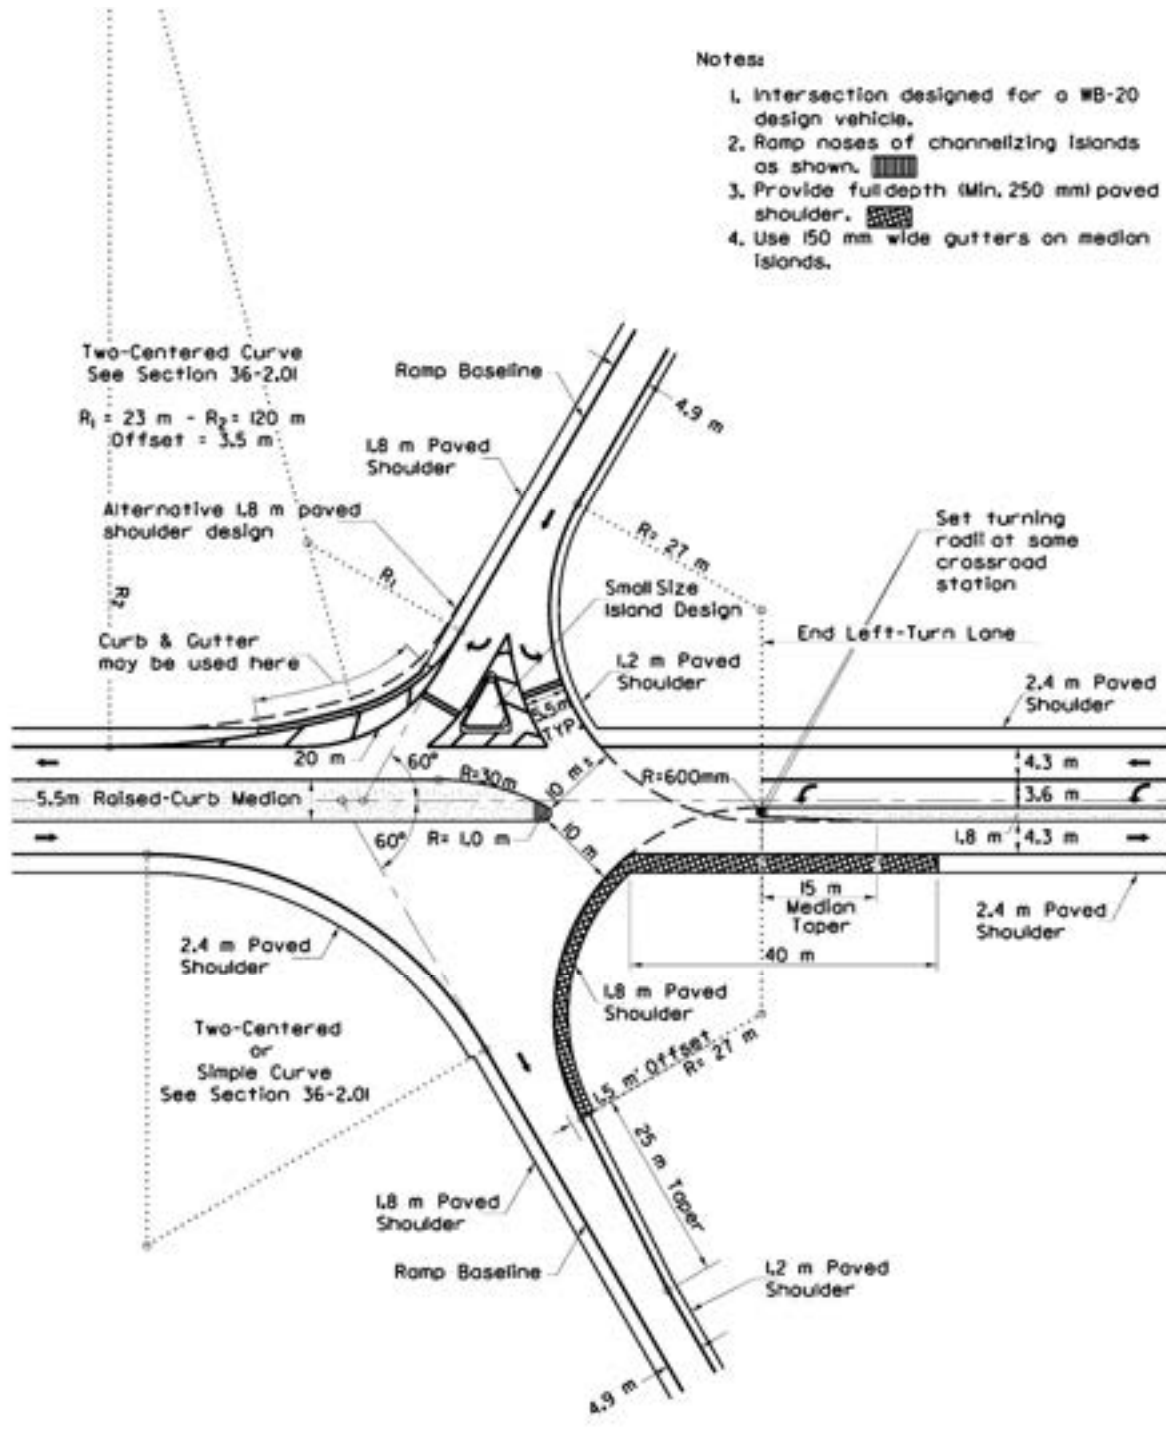 Notes:
1. Intersection designed for a WB-20
design vehicle.
2. Ramp noses of channelizing islands
as shown.
3. Provide full depth (Min. 250 mm) paved
shoulder.
4. Use 150 mm wide gutters on median
islands.
Two-Centered Curve
See Section 36-2.01
R₁ = 23 m - R₂ = 120 m
Offset = 3.5 m
Ramp Baseline
4.9 m
1.8 m Paved
Shoulder
Alternative 1.8 m paved
shoulder design
R₁
R₂
R= 27 m
Set turning
radii at same
crossroad
station
Small Size
Island Design
End Left-Turn Lane
Curb & Gutter
may be used here
1.2 m Paved
Shoulder
2.4 m Paved
Shoulder
5.5m
TYP.
20 m
60°
R=30m
10 m±
R=600mm
4.3 m
3.6 m
5.5m Raised-Curb Median
60°
R= 1.0 m
10 m
1.8 m
4.3 m
15 m
Median
Taper
40 m
2.4 m Paved
Shoulder
2.4 m Paved
Shoulder
1.8 m Paved
Shoulder
Two-Centered
or
Simple Curve
See Section 36-2.01
1.5 m Offset
R= 27 m
25 m Taper
1.8 m Paved
Shoulder
Ramp Baseline
1.2 m Paved
Shoulder
4.9 m